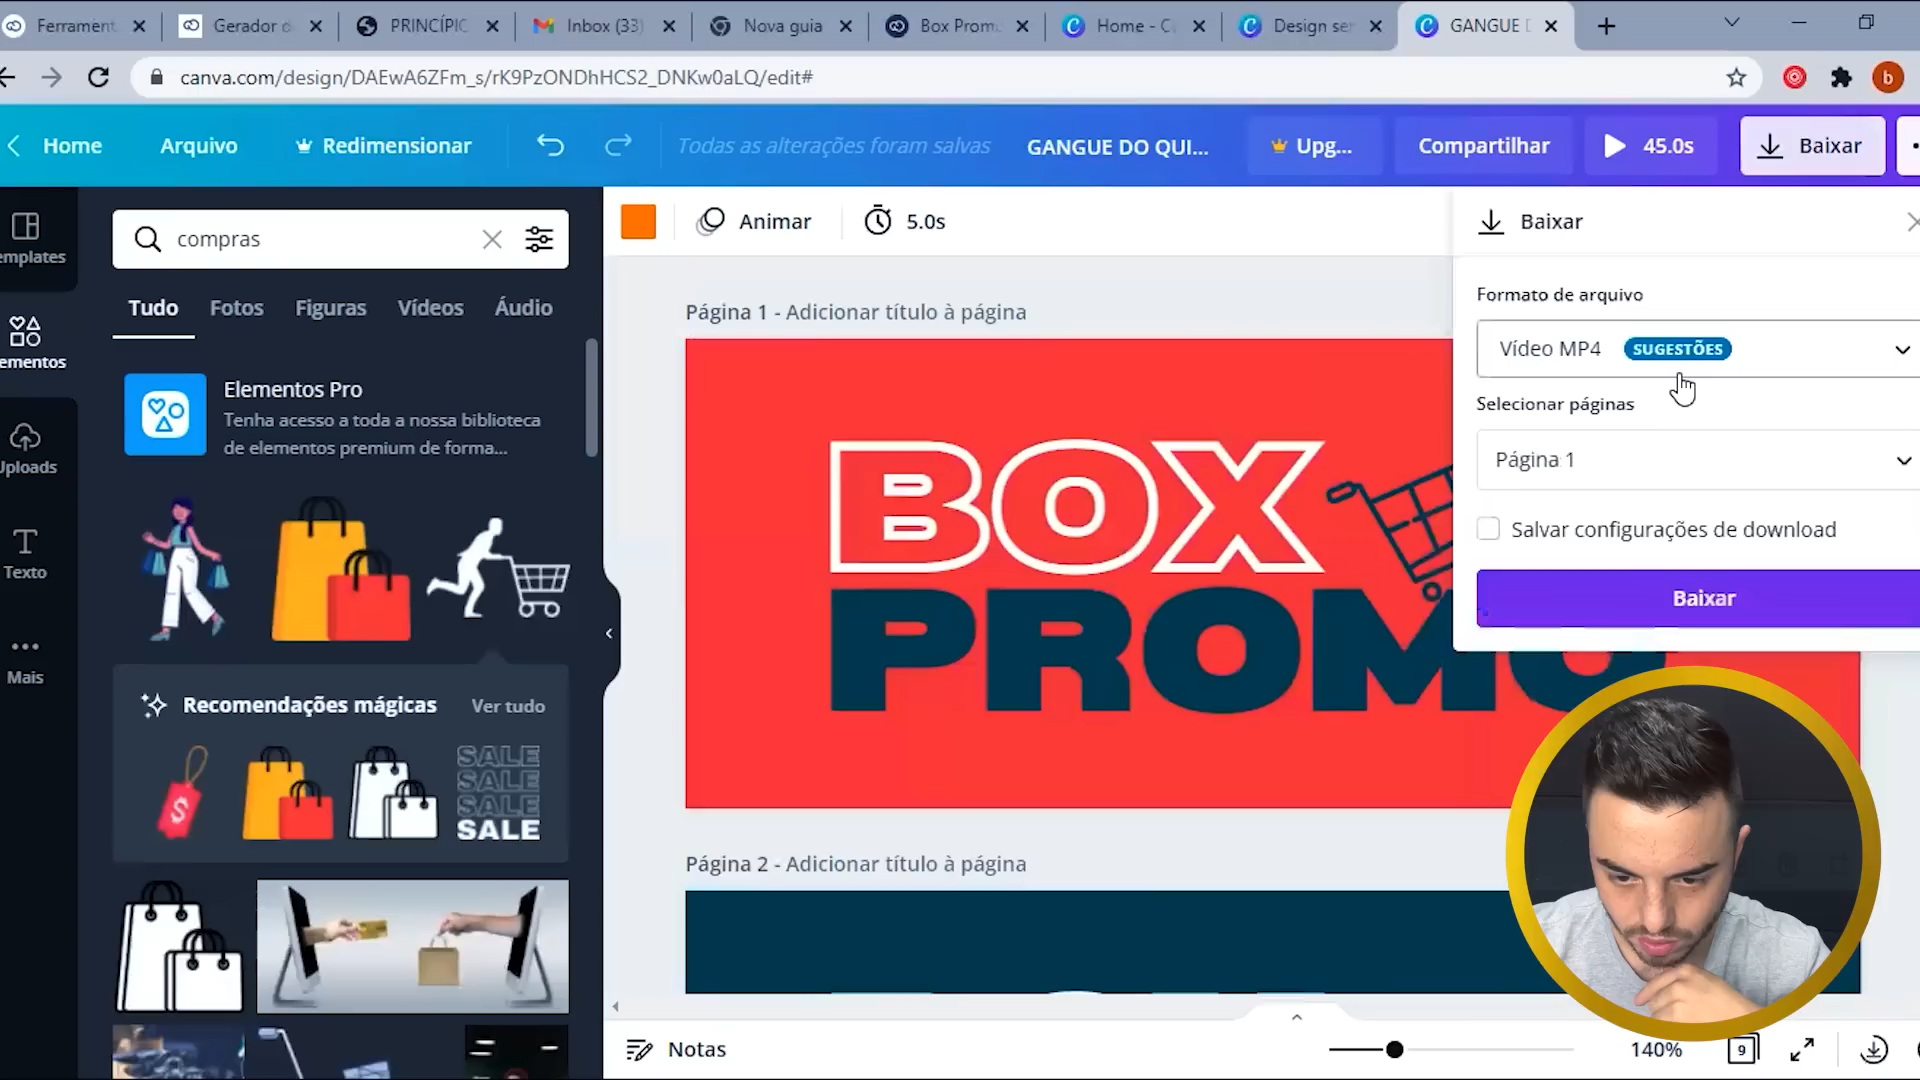 Ferrament
Gerador d
PRINCÍPIO
Inbox (33)
Nova guia
Box Prom
Home - C
Design se
GANGUE D
canva.com/design/DAEwA6ZFm_s/rK9PzONDhHCS2_DNKw0aLQ/edit#
b
Home
Arquivo
Redimensionar
Todas as alterações foram salvas
GANGUE DO QUI...
Upg...
Compartilhar
45.0s
Baixar
emplates
ementos
Uploads
Texto
Mais
compras
Tudo
Fotos
Figuras
Vídeos
Áudio
Elementos Pro
Tenha acesso a toda a nossa biblioteca
de elementos premium de forma...
Recomendações mágicas
Ver tudo
$
SALE
SALE
SALE
SALE
Animar
5.0s
Página 1 - Adicionar título à página
BOX
PROMO
Página 2 - Adicionar título à página
Baixar
Formato de arquivo
Vídeo MP4
SUGESTÕES
Selecionar páginas
Página 1
Salvar configurações de download
Baixar
Notas
140%
9